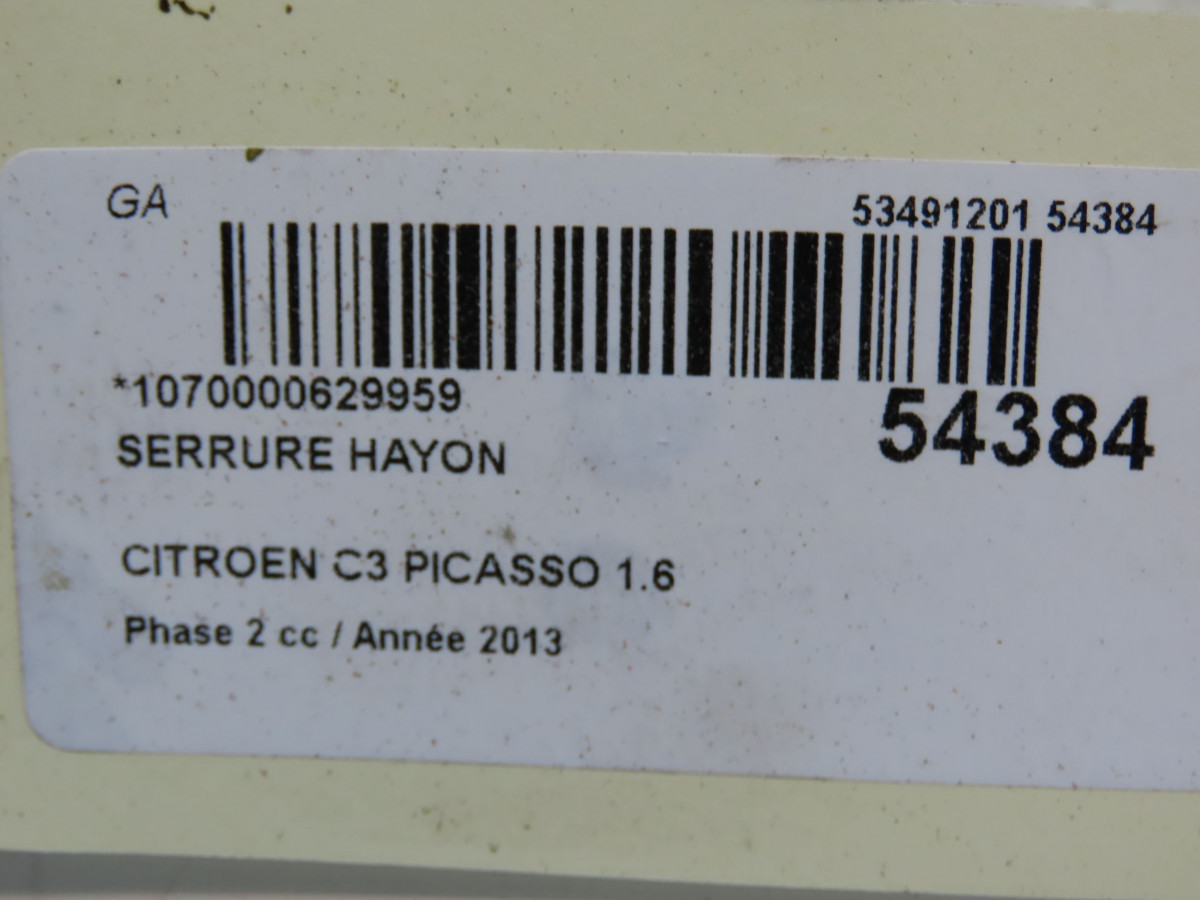 GA
53491201 54384
*1070000629959
54384
SERRURE HAYON
CITROEN C3 PICASSO 1.6
Phase 2 cc / Année 2013